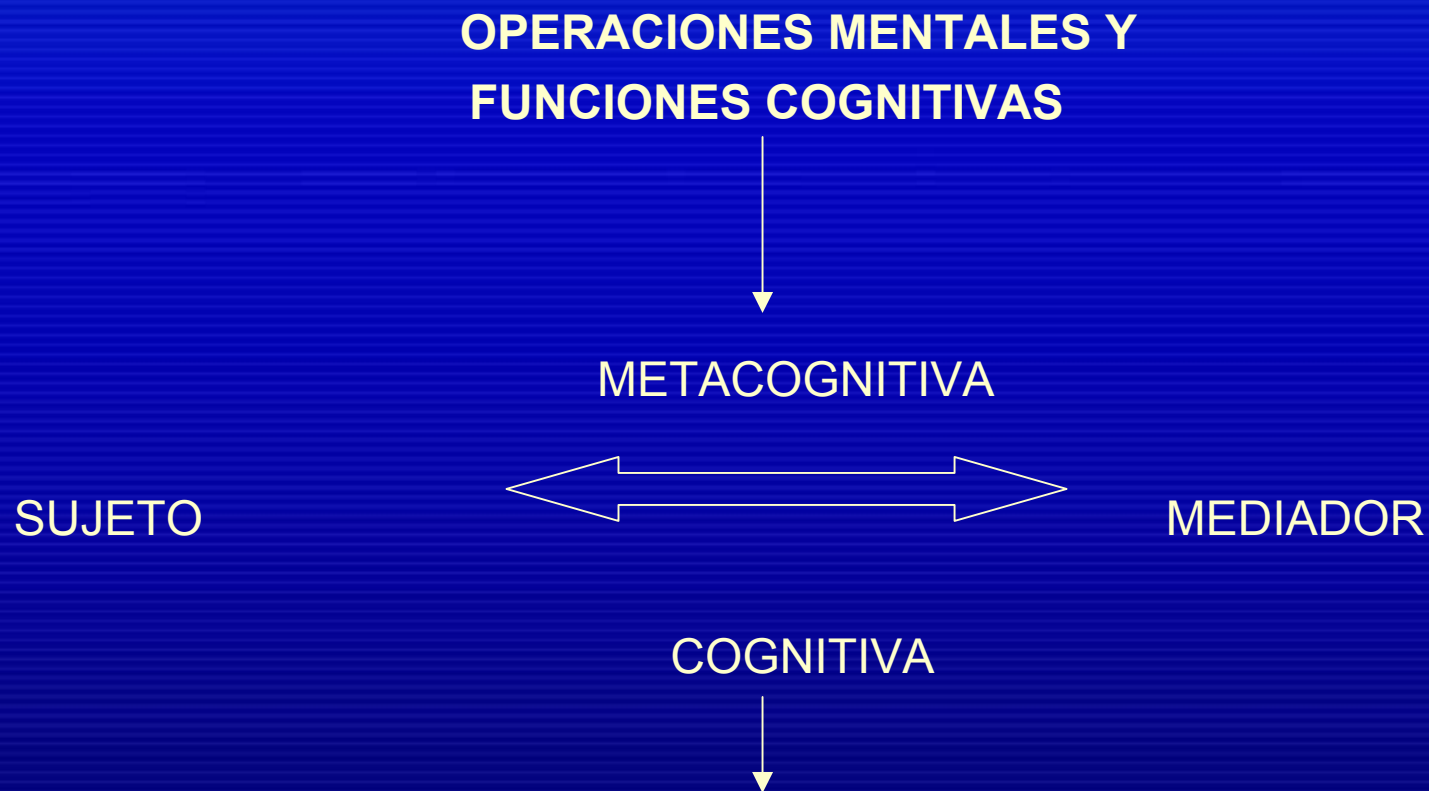 OPERACIONES MENTALES Y
FUNCIONES COGNITIVAS
METACOGNITIVA
SUJETO
MEDIADOR
COGNITIVA